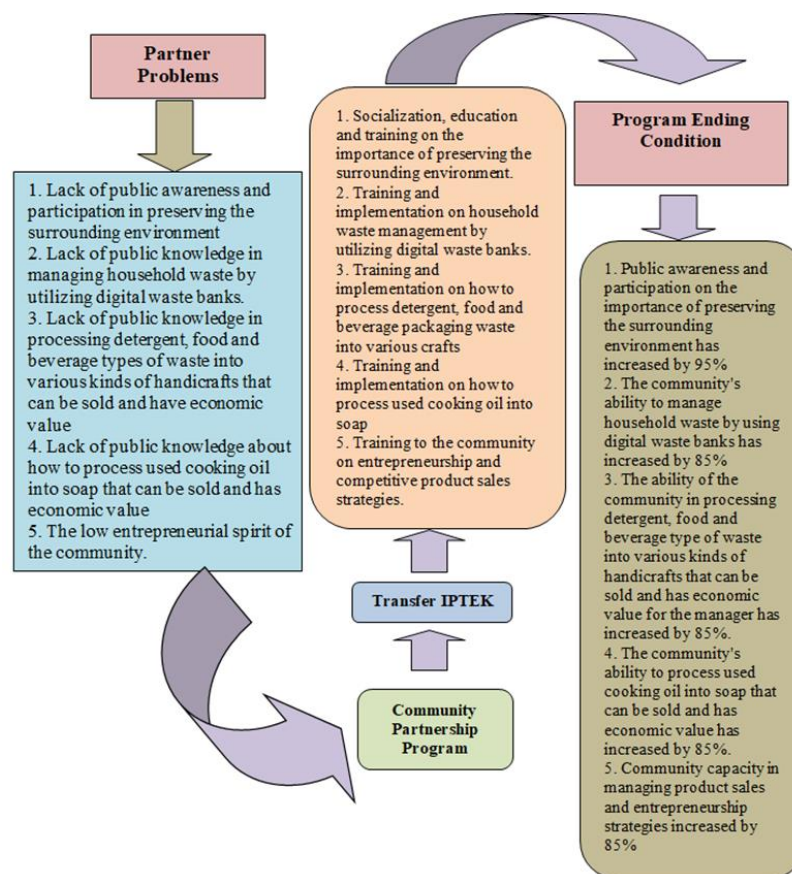 Partner
Problems
1. Lack of public awareness and
participation in preserving the
surrounding environment
2. Lack of public knowledge in
managing household waste by
utilizing digital waste banks.
3. Lack of public knowledge in
processing detergent, food and
beverage types of waste into
various kinds of handicrafts that
can be sold and have economic
value
4. Lack of public knowledge about
how to process used cooking oil
into soap that can be sold and has
economic value
5. The low entrepreneurial spirit of
the community.
Community
Partnership
Program
Transfer IPTEK
1. Socialization, education
and training on the
importance of preserving the
surrounding environment.
2. Training and
implementation on household
waste management by
utilizing digital waste banks.
3. Training and
implementation on how to
process detergent, food and
beverage packaging waste
into various crafts
4. Training and
implementation on how to
process used cooking oil into
soap
5. Training to the community
on entrepreneurship and
competitive product sales
strategies.
Program Ending
Condition
1. Public awareness and
participation on the
importance of preserving
the surrounding
environment has
increased by 95%
2. The community's
ability to manage
household waste by using
digital waste banks has
increased by 85%
3. The ability of the
community in processing
detergent, food and
beverage type of waste
into various kinds of
handicrafts that can be
sold and has economic
value for the manager has
increased by 85%.
4. The community's
ability to process used
cooking oil into soap that
can be sold and has
economic value has
increased by 85%.
5. Community capacity in
managing product sales
and entrepreneurship
strategies increased by
85%